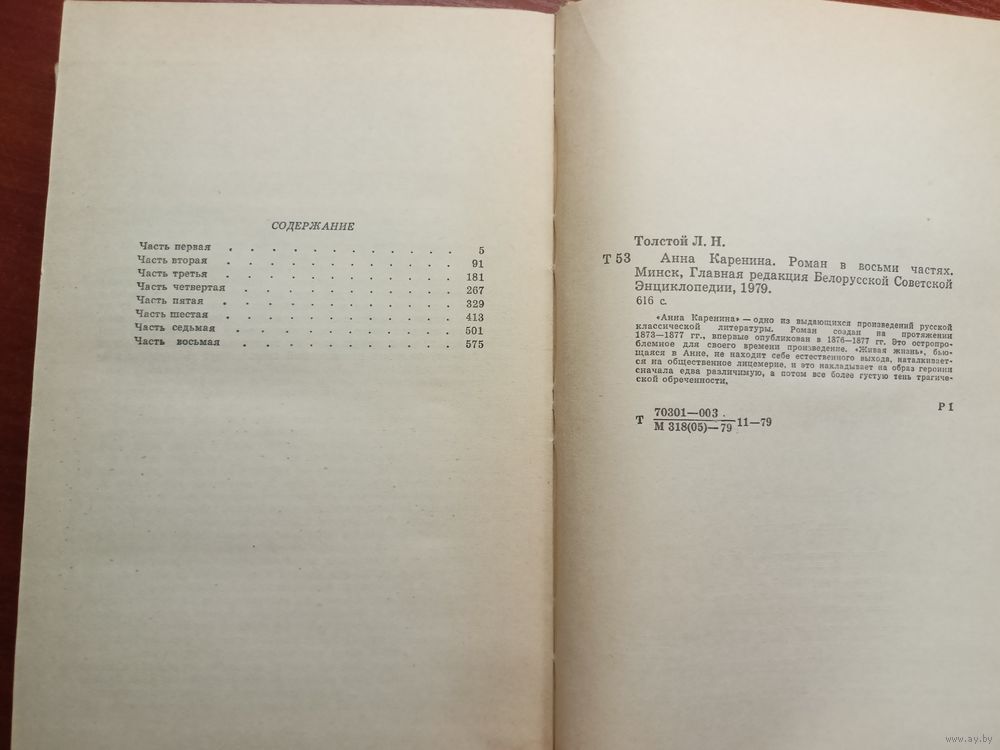 СОДЕРЖАНИЕ
Часть первая . . . . . . . . . . . . 5
Часть вторая . . . . . . . . . . . . 91
Часть третья . . . . . . . . . . . . 181
Часть четвертая . . . . . . . . . . . 267
Часть пятая . . . . . . . . . . . . 329
Часть шестая . . . . . . . . . . . . 413
Часть седьмая . . . . . . . . . . . 501
Часть восьмая . . . . . . . . . . . 575
Толстой Л. Н.
Т 53 Анна Каренина. Роман в восьми частях.
Минск, Главная редакция Белорусской Советской
Энциклопедии, 1979.
616 с.
«Анна Каренина» — одно из выдающихся произведений русской
классической литературы. Роман создан на протяжении
1873—1877 гг., впервые опубликован в 1876—1877 гг. Это остропро-
блемное для своего времени произведение. «Живая жизнь», бью-
щаяся в Анне, не находит себе естественного выхода, наталкивает-
ся на общественное лицемерие, и это накладывает на образ героини
сначала едва различимую, а потом все более густую тень трагиче-
ской обреченности.
Р 1
Т 70301—003 11—79
М 318(05)—79
www.ay.by